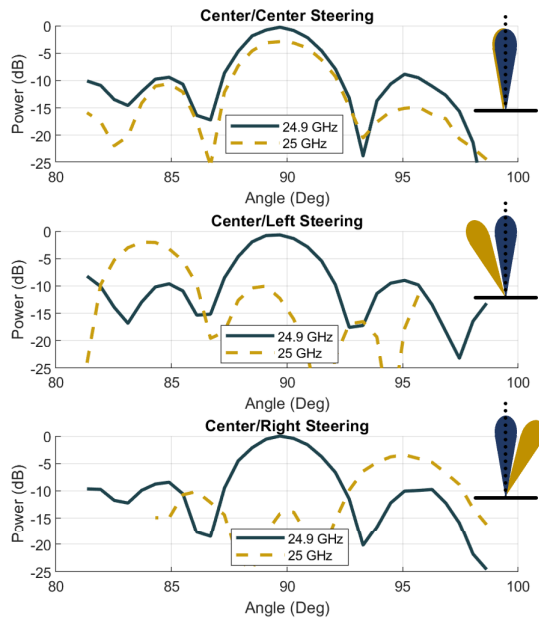 Center/Center Steering
0
-5
-10
-15
-20
-25
Power (dB)
24.9 GHz
25 GHz
80
85
90
95
100
Angle (Deg)
Center/Left Steering
0
-5
-10
-15
-20
-25
Power (dB)
24.9 GHz
25 GHz
80
85
90
95
100
Angle (Deg)
Center/Right Steering
0
-5
-10
-15
-20
-25
Power (dB)
24.9 GHz
25 GHz
80
85
90
95
100
Angle (Deg)